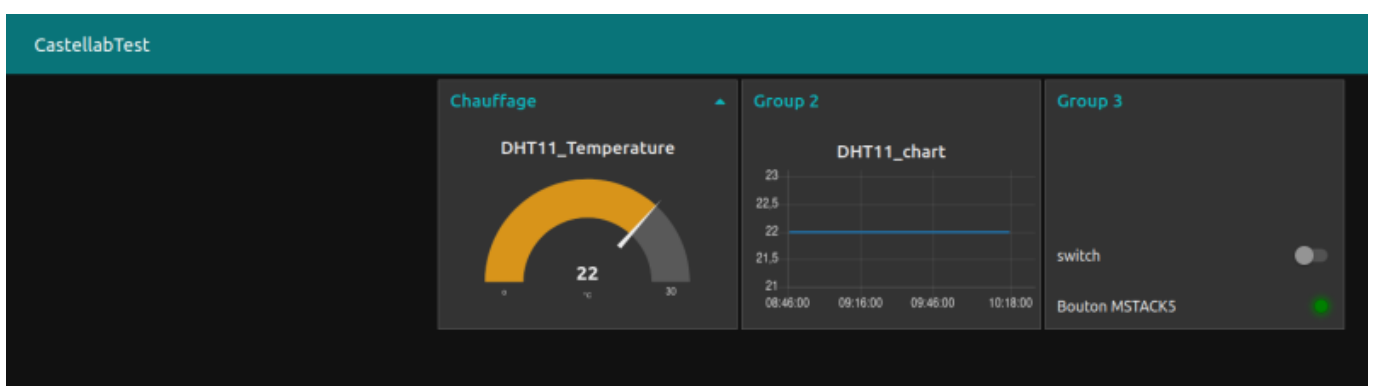 CastellabTest
Chauffage
DHT11_Temperature
22
0
°C
30
Group 2
DHT11_chart
23
22,5
22
21,5
21
08:46:00 09:16:00 09:46:00 10:18:00
Group 3
switch
Bouton MSTACK5